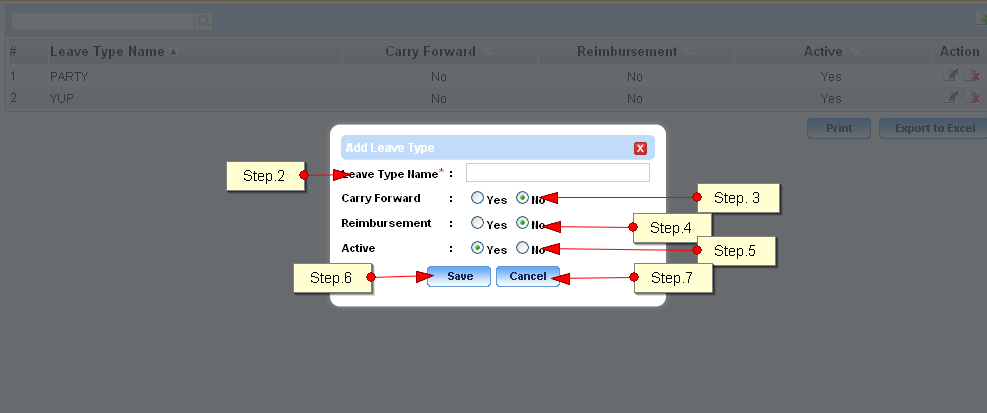 # Leave Type Name Carry Forward Reimbursement Active Action
1 PARTY No No Yes
2 YUP No No Yes
Print Export to Excel
Add Leave Type X
Step.2 Leave Type Name* :
Carry Forward : Yes No Step. 3
Reimbursement : Yes No Step.4
Active : Yes No Step.5
Step.6 Save Cancel Step.7